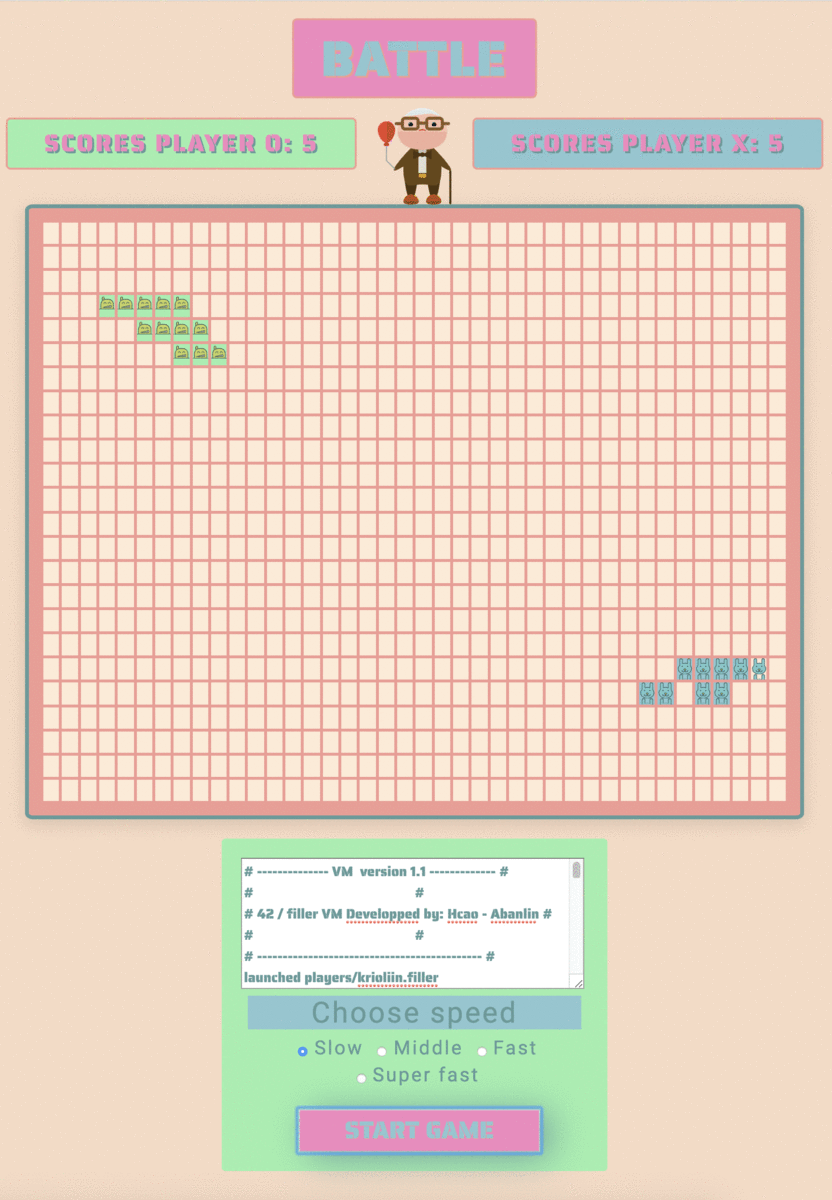 BATTLE
SCORES PLAYER O: 5
SCORES PLAYER X: 5
# -------------- VM  version 1.1 ------------- #
#                                            #
# 42 / filler VM Developped by: Hcao - Abanlin #
#                                            #
# -------------------------------------------- #
launched players/krioliin.filler
Choose speed
Slow Middle Fast
Super fast
START GAME